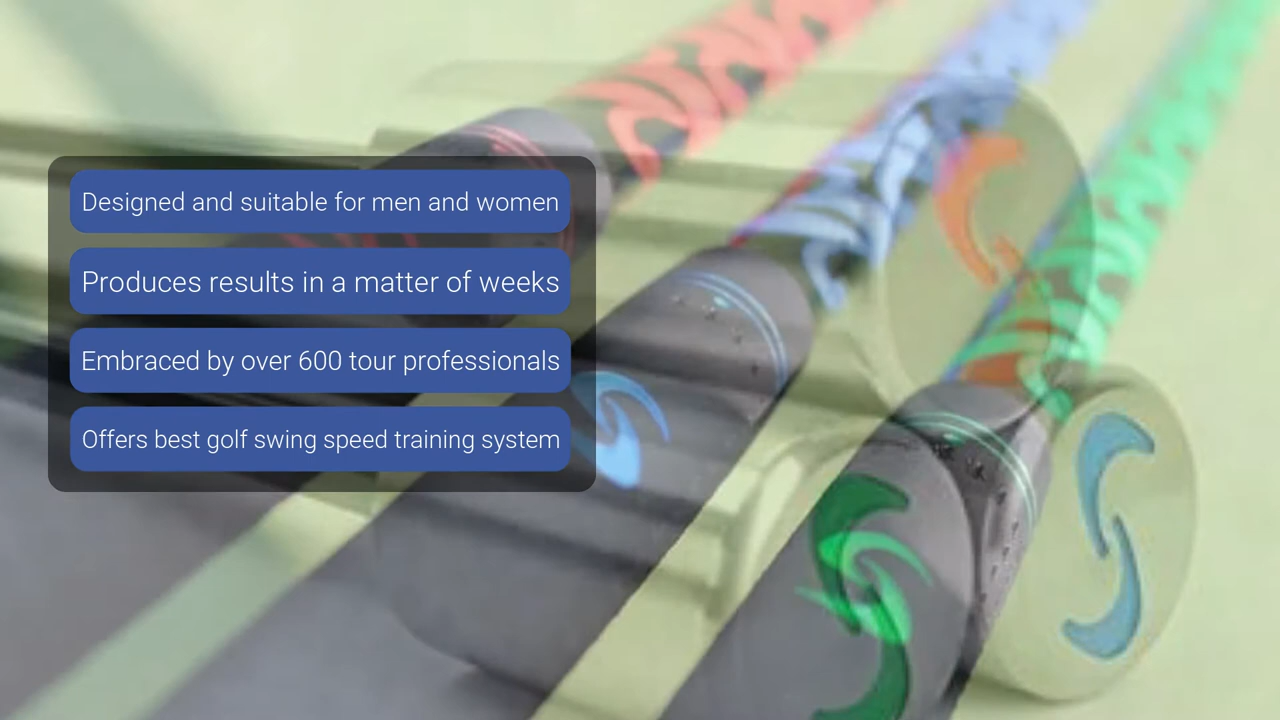 Designed and suitable for men and women
Produces results in a matter of weeks
Embraced by over 600 tour professionals
Offers best golf swing speed training system